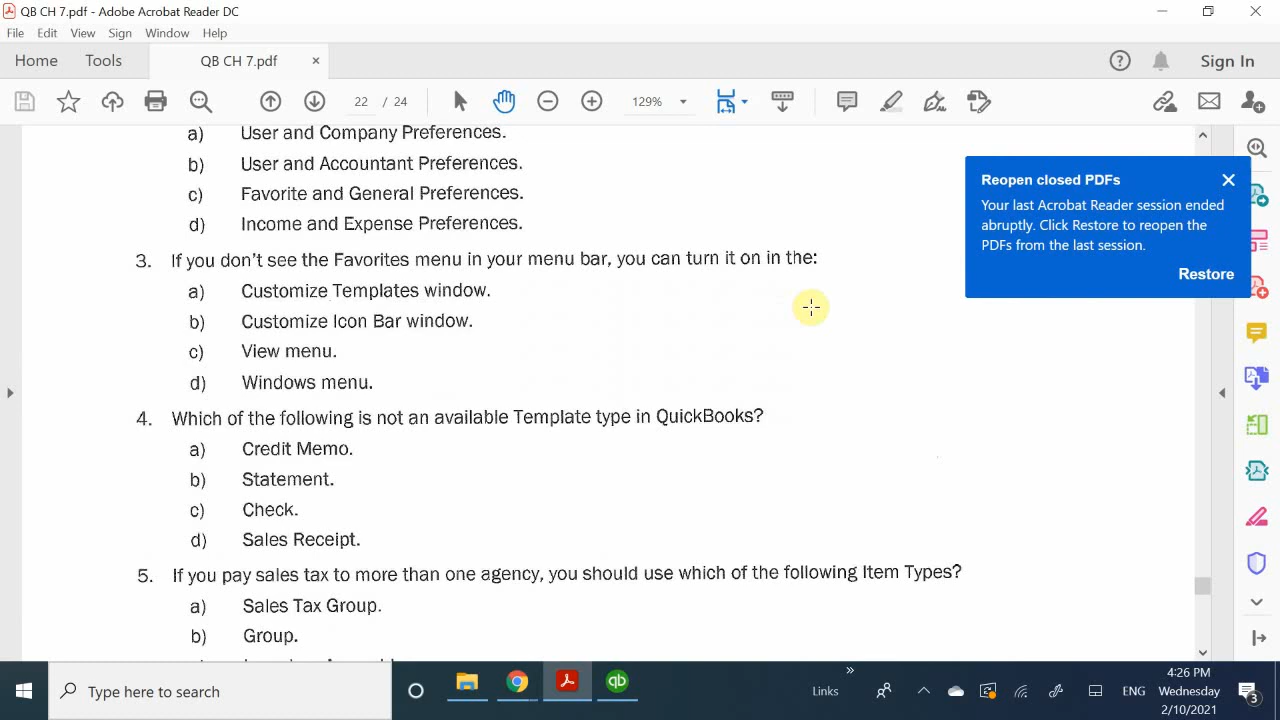 QB CH 7.pdf - Adobe Acrobat Reader DC
File Edit View Sign Window Help
Home Tools QB CH 7.pdf × Sign In
22 / 24 129%
a) User and Company Preferences.
b) User and Accountant Preferences.
c) Favorite and General Preferences.
d) Income and Expense Preferences.
3. If you don't see the Favorites menu in your menu bar, you can turn it on in the:
a) Customize Templates window.
b) Customize Icon Bar window.
c) View menu.
d) Windows menu.
4. Which of the following is not an available Template type in QuickBooks?
a) Credit Memo.
b) Statement.
c) Check.
d) Sales Receipt.
5. If you pay sales tax to more than one agency, you should use which of the following Item Types?
a) Sales Tax Group.
b) Group.
Reopen closed PDFs
Your last Acrobat Reader session ended
abruptly. Click Restore to reopen the
PDFs from the last session.
Restore
Type here to search
qb
Links
ENG
4:26 PM
Wednesday
2/10/2021
3